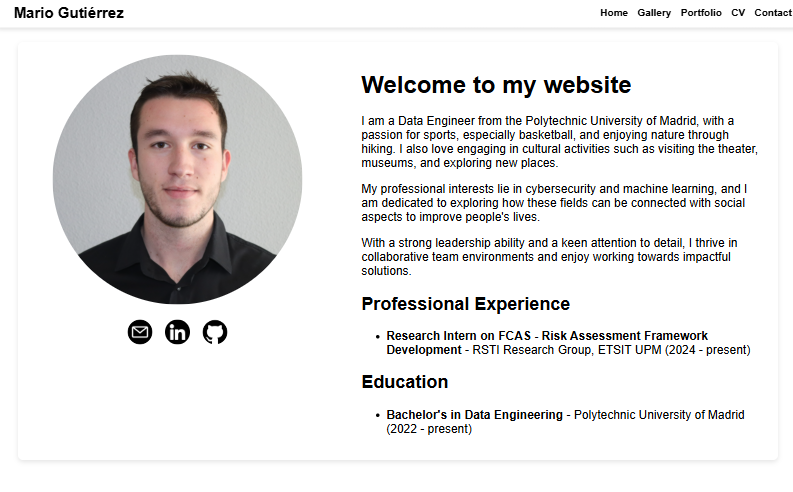 Mario Gutiérrez
Home Gallery Portfolio CV Contact
Welcome to my website
I am a Data Engineer from the Polytechnic University of Madrid, with a
passion for sports, especially basketball, and enjoying nature through
hiking. I also love engaging in cultural activities such as visiting the theater,
museums, and exploring new places.
My professional interests lie in cybersecurity and machine learning, and I
am dedicated to exploring how these fields can be connected with social
aspects to improve people's lives.
With a strong leadership ability and a keen attention to detail, I thrive in
collaborative team environments and enjoy working towards impactful
solutions.
Professional Experience
• Research Intern on FCAS - Risk Assessment Framework
Development - RSTI Research Group, ETSIT UPM (2024 - present)
Education
• Bachelor's in Data Engineering - Polytechnic University of Madrid
(2022 - present)
in